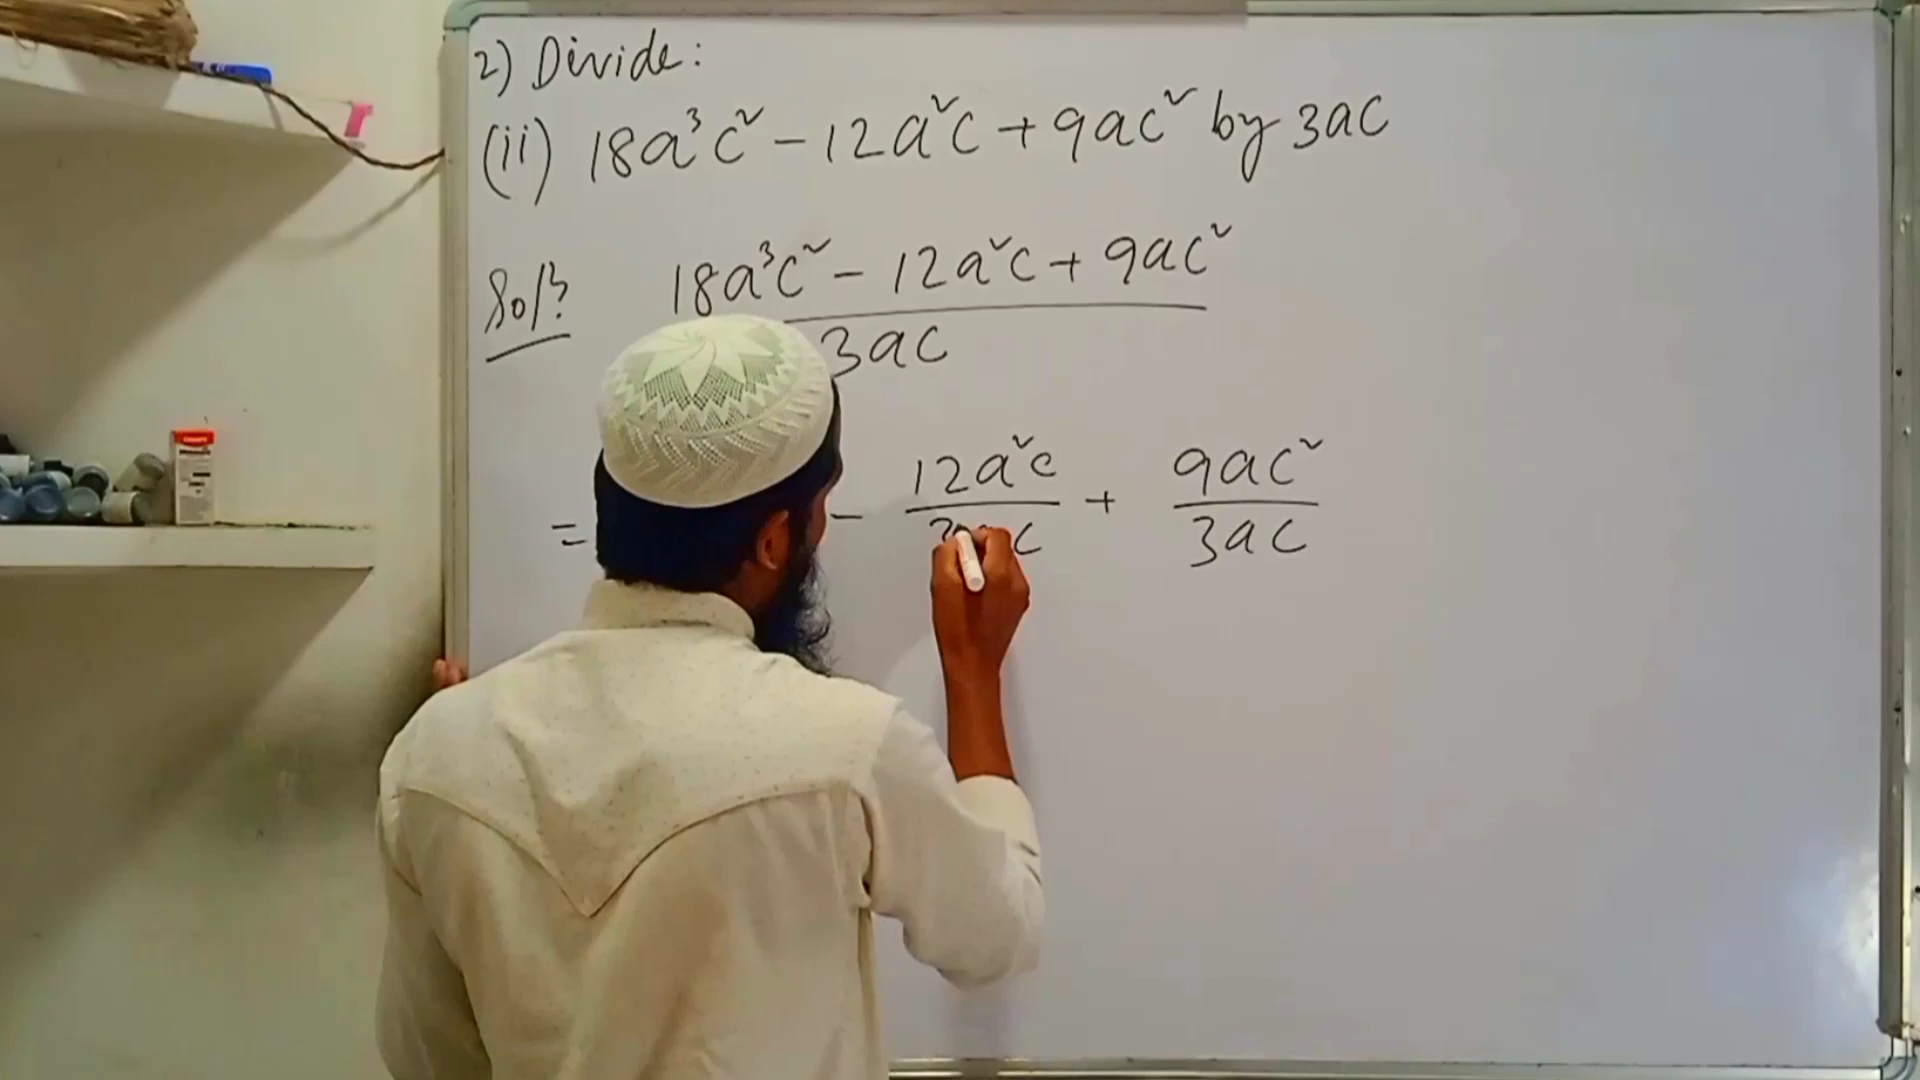 2) Divide:
(ii) 18a³c² - 12a²c + 9ac² by 3ac
Sol?
18a³c² - 12a²c + 9ac²
3ac
12a²c 9ac²
= - +
3ac 3ac